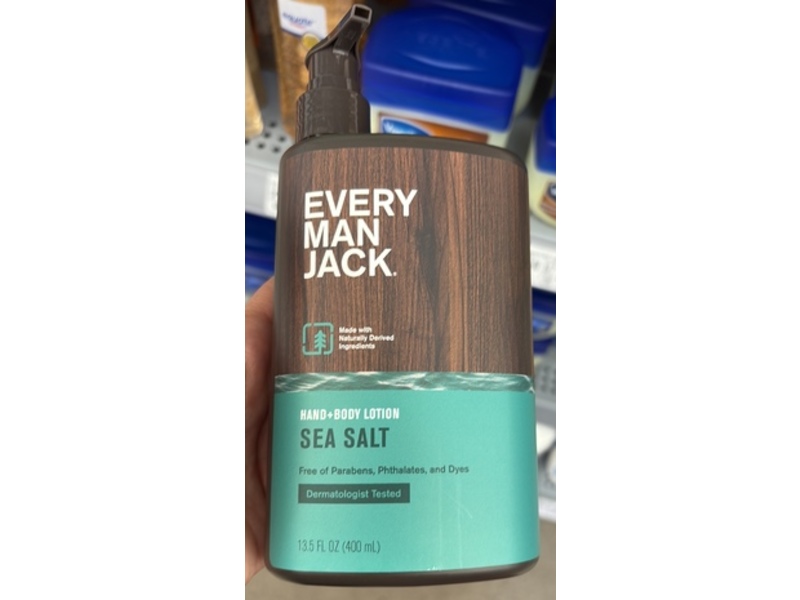 equate
EVERY
MAN
JACK.
Made with
Naturally Derived
Ingredients
HAND+BODY LOTION
SEA SALT
Free of Parabens, Phthalates, and Dyes
Dermatologist Tested
13.5 FL OZ (400 mL)